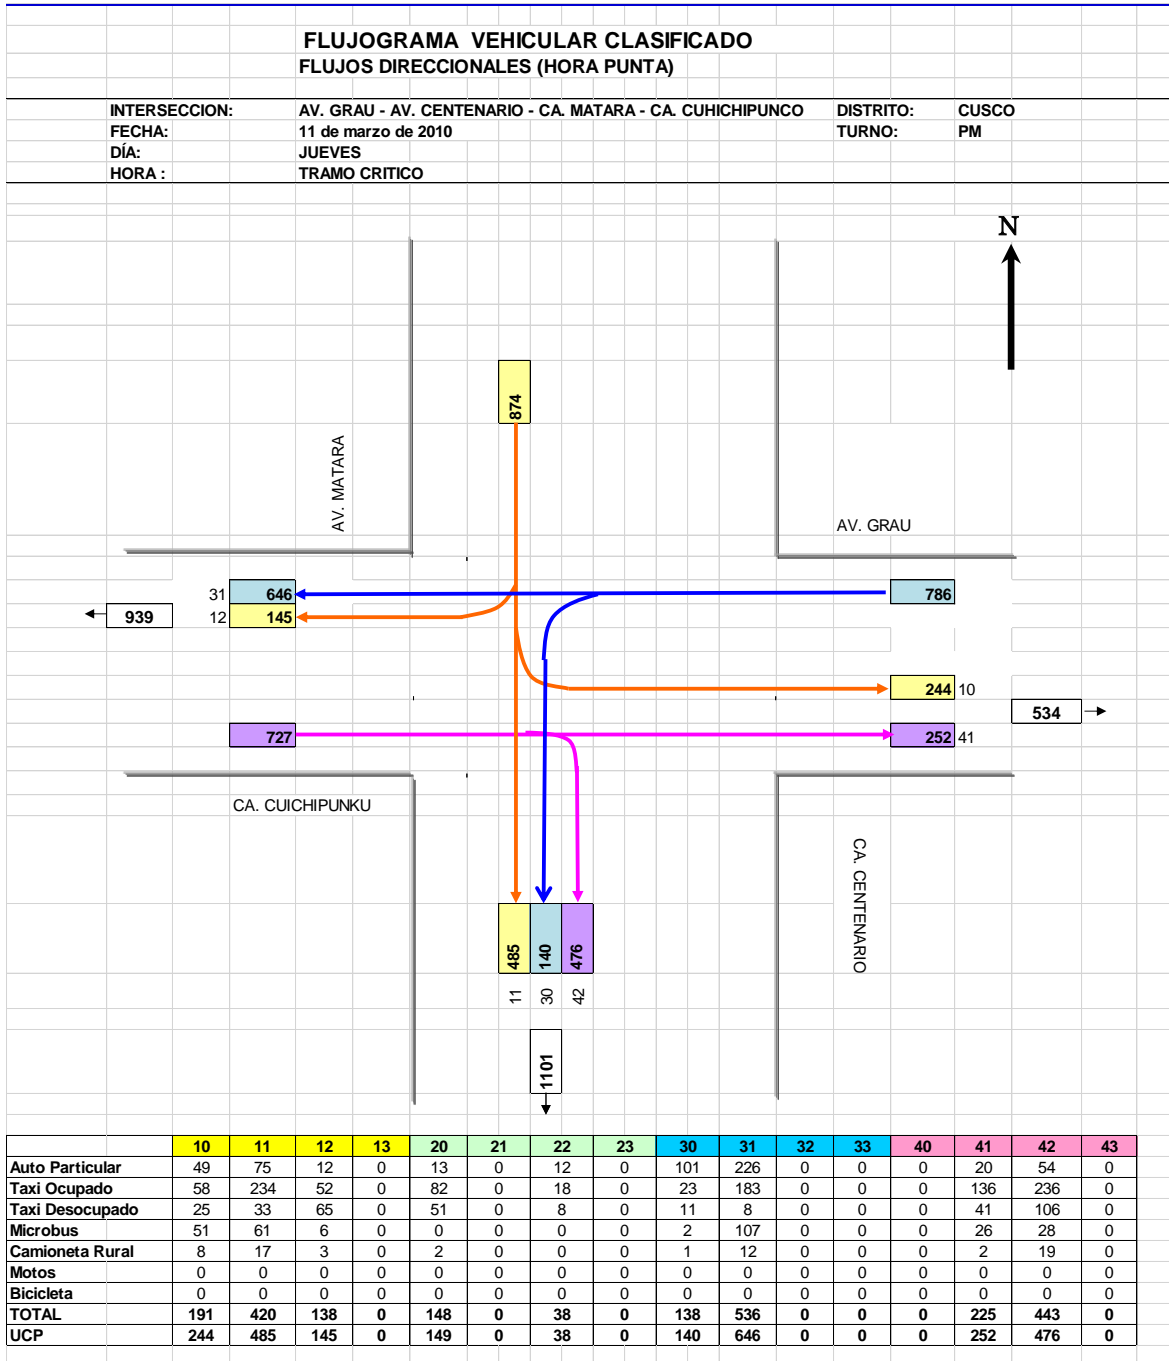 FLUJOGRAMA VEHICULAR CLASIFICADO
FLUJOS DIRECCIONALES (HORA PUNTA)
INTERSECCION: AV. GRAU - AV. CENTENARIO - CA. MATARA - CA. CUHICHIPUNCO DISTRITO: CUSCO
FECHA: 11 de marzo de 2010 TURNO: PM
DÍA: JUEVES
HORA : TRAMO CRITICO
N
874
AV. MATARA
AV. GRAU
31 646 786
939 12 145
244 10
534
727 252 41
CA. CUICHIPUNKU
CA. CENTENARIO
485 140 476
11 30 42
1101
10 11 12 13 20 21 22 23 30 31 32 33 40 41 42 43
Auto Particular 49 75 12 0 13 0 12 0 101 226 0 0 0 20 54 0
Taxi Ocupado 58 234 52 0 82 0 18 0 23 183 0 0 0 136 236 0
Taxi Desocupado 25 33 65 0 51 0 8 0 11 8 0 0 0 41 106 0
Microbus 51 61 6 0 0 0 0 0 2 107 0 0 0 26 28 0
Camioneta Rural 8 17 3 0 2 0 0 0 1 12 0 0 0 2 19 0
Motos 0 0 0 0 0 0 0 0 0 0 0 0 0 0 0 0
Bicicleta 0 0 0 0 0 0 0 0 0 0 0 0 0 0 0 0
TOTAL 191 420 138 0 148 0 38 0 138 536 0 0 0 225 443 0
UCP 244 485 145 0 149 0 38 0 140 646 0 0 0 252 476 0